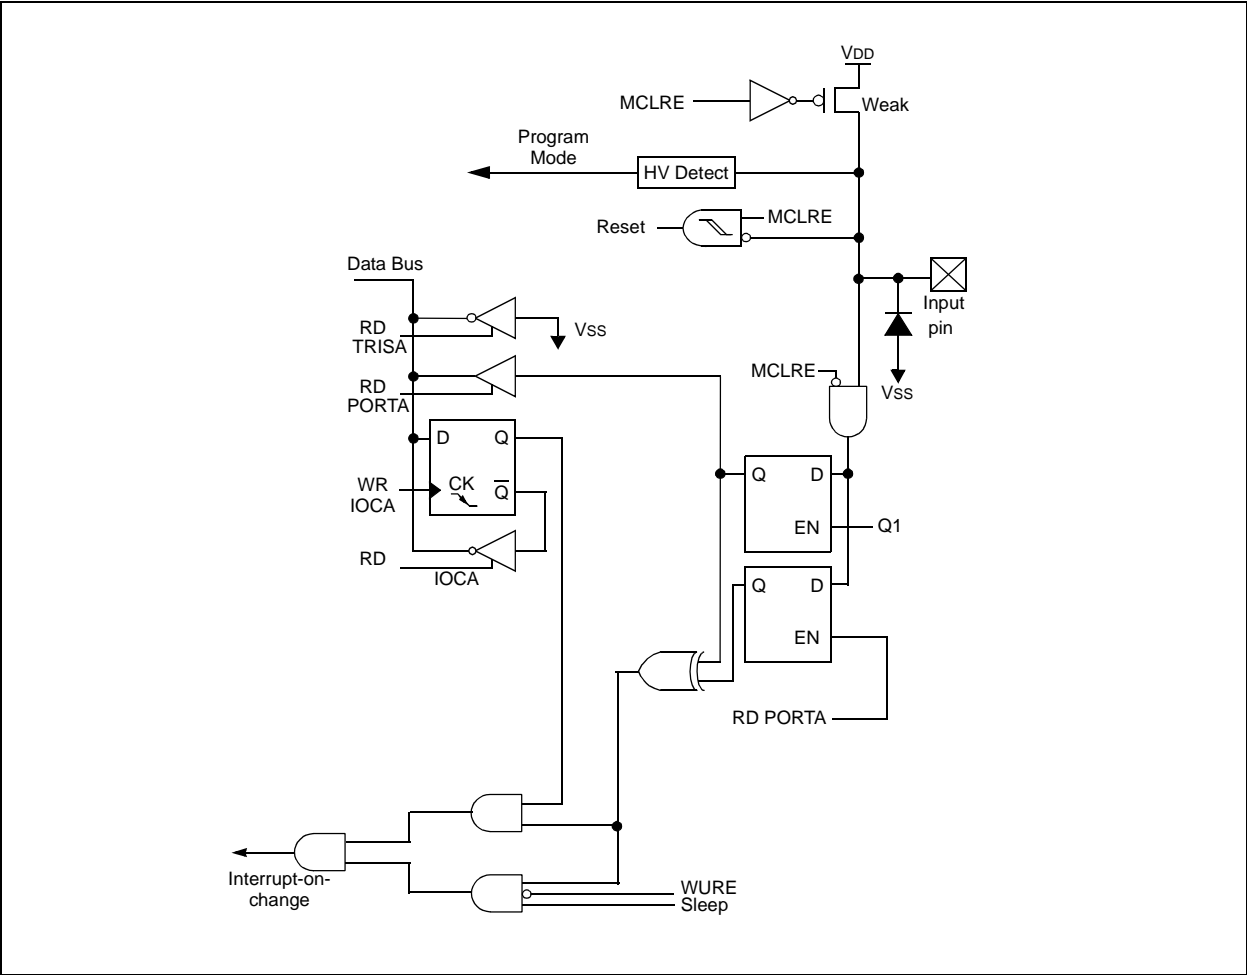 VDD
MCLRE
Weak
Program
Mode
HV Detect
MCLRE
Reset
Data Bus
Input
pin
RD
TRISA
VSS
MCLRE
VSS
RD
PORTA
D Q
WR
IOCA
CK
Q
Q D
EN
Q1
RD
IOCA
Q D
EN
RD PORTA
Interrupt-on-
change
WURE
Sleep